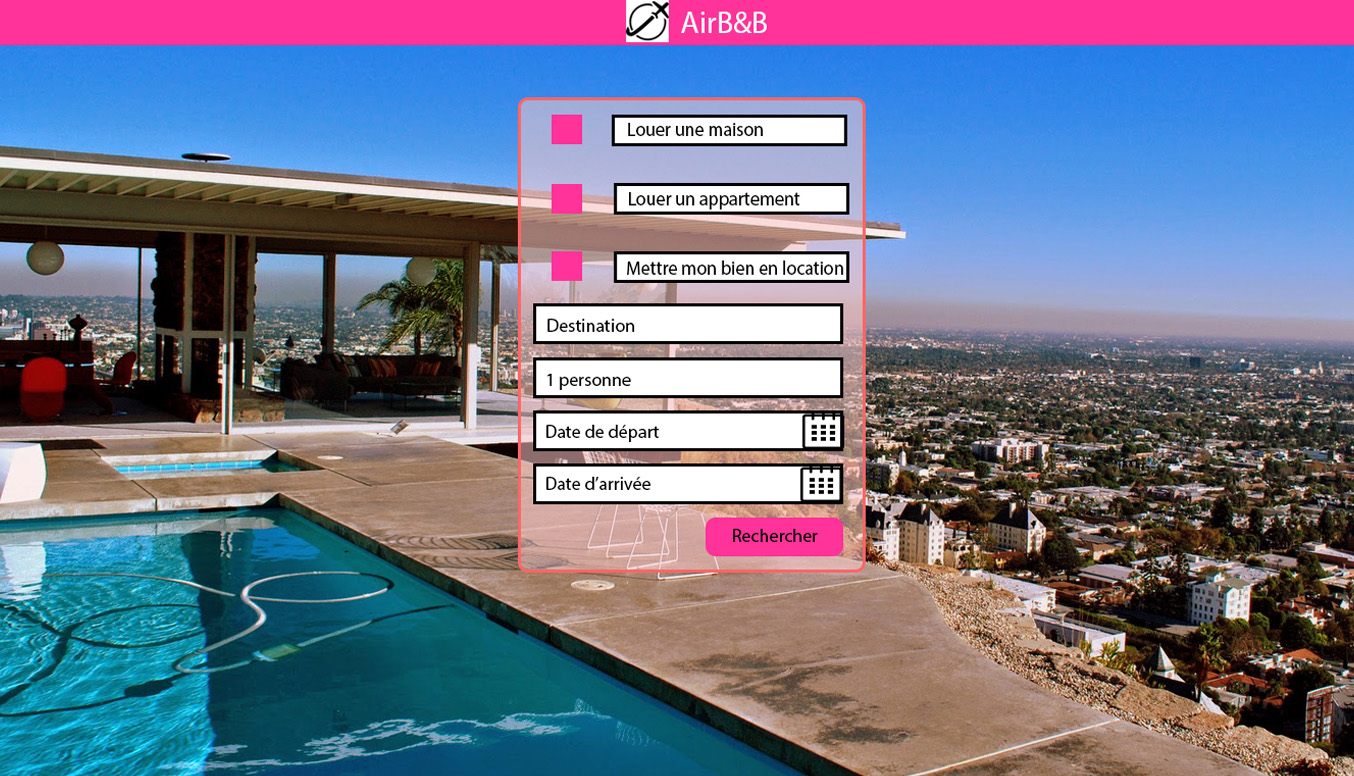 AirB&B
Louer une maison
Louer un appartement
Mettre mon bien en location
Destination
1 personne
Date de départ
Date d'arrivée
Rechercher